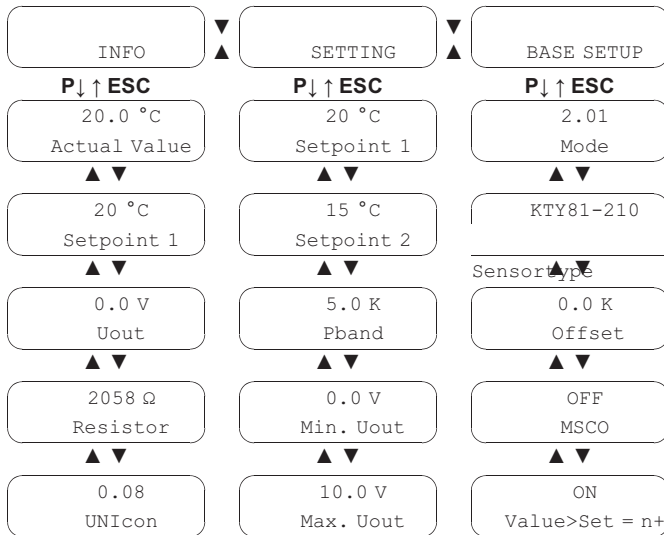 INFO
▼
▲
SETTING
▼
▲
BASE SETUP
P↓ ↑ ESC
P↓ ↑ ESC
P↓ ↑ ESC
20.0 °C
Actual Value
20 °C
Setpoint 1
2.01
Mode
▲ ▼
▲ ▼
▲ ▼
20 °C
Setpoint 1
15 °C
Setpoint 2
KTY81-210
Sensortype
▲ ▼
▲ ▼
▲ ▼
0.0 V
Uout
5.0 K
Pband
0.0 K
Offset
▲ ▼
▲ ▼
▲ ▼
2058 Ω
Resistor
0.0 V
Min. Uout
OFF
MSCO
▲ ▼
▲ ▼
▲ ▼
0.08
UNIcon
10.0 V
Max. Uout
ON
Value>Set = n+